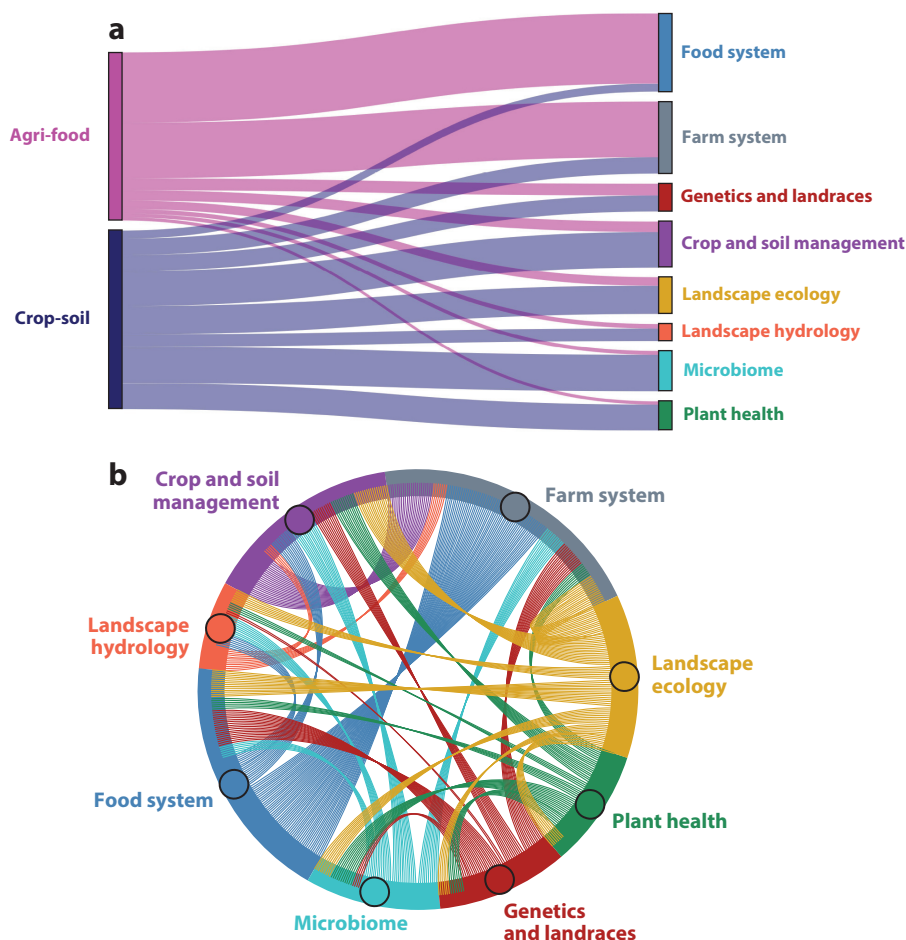 a
Agri-food
Crop-soil
Food system
Farm system
Genetics and landraces
Crop and soil management
Landscape ecology
Landscape hydrology
Microbiome
Plant health
b
Crop and soil
management
Farm system
Landscape
hydrology
Landscape
ecology
Food system
Plant health
Microbiome
Genetics
and landraces